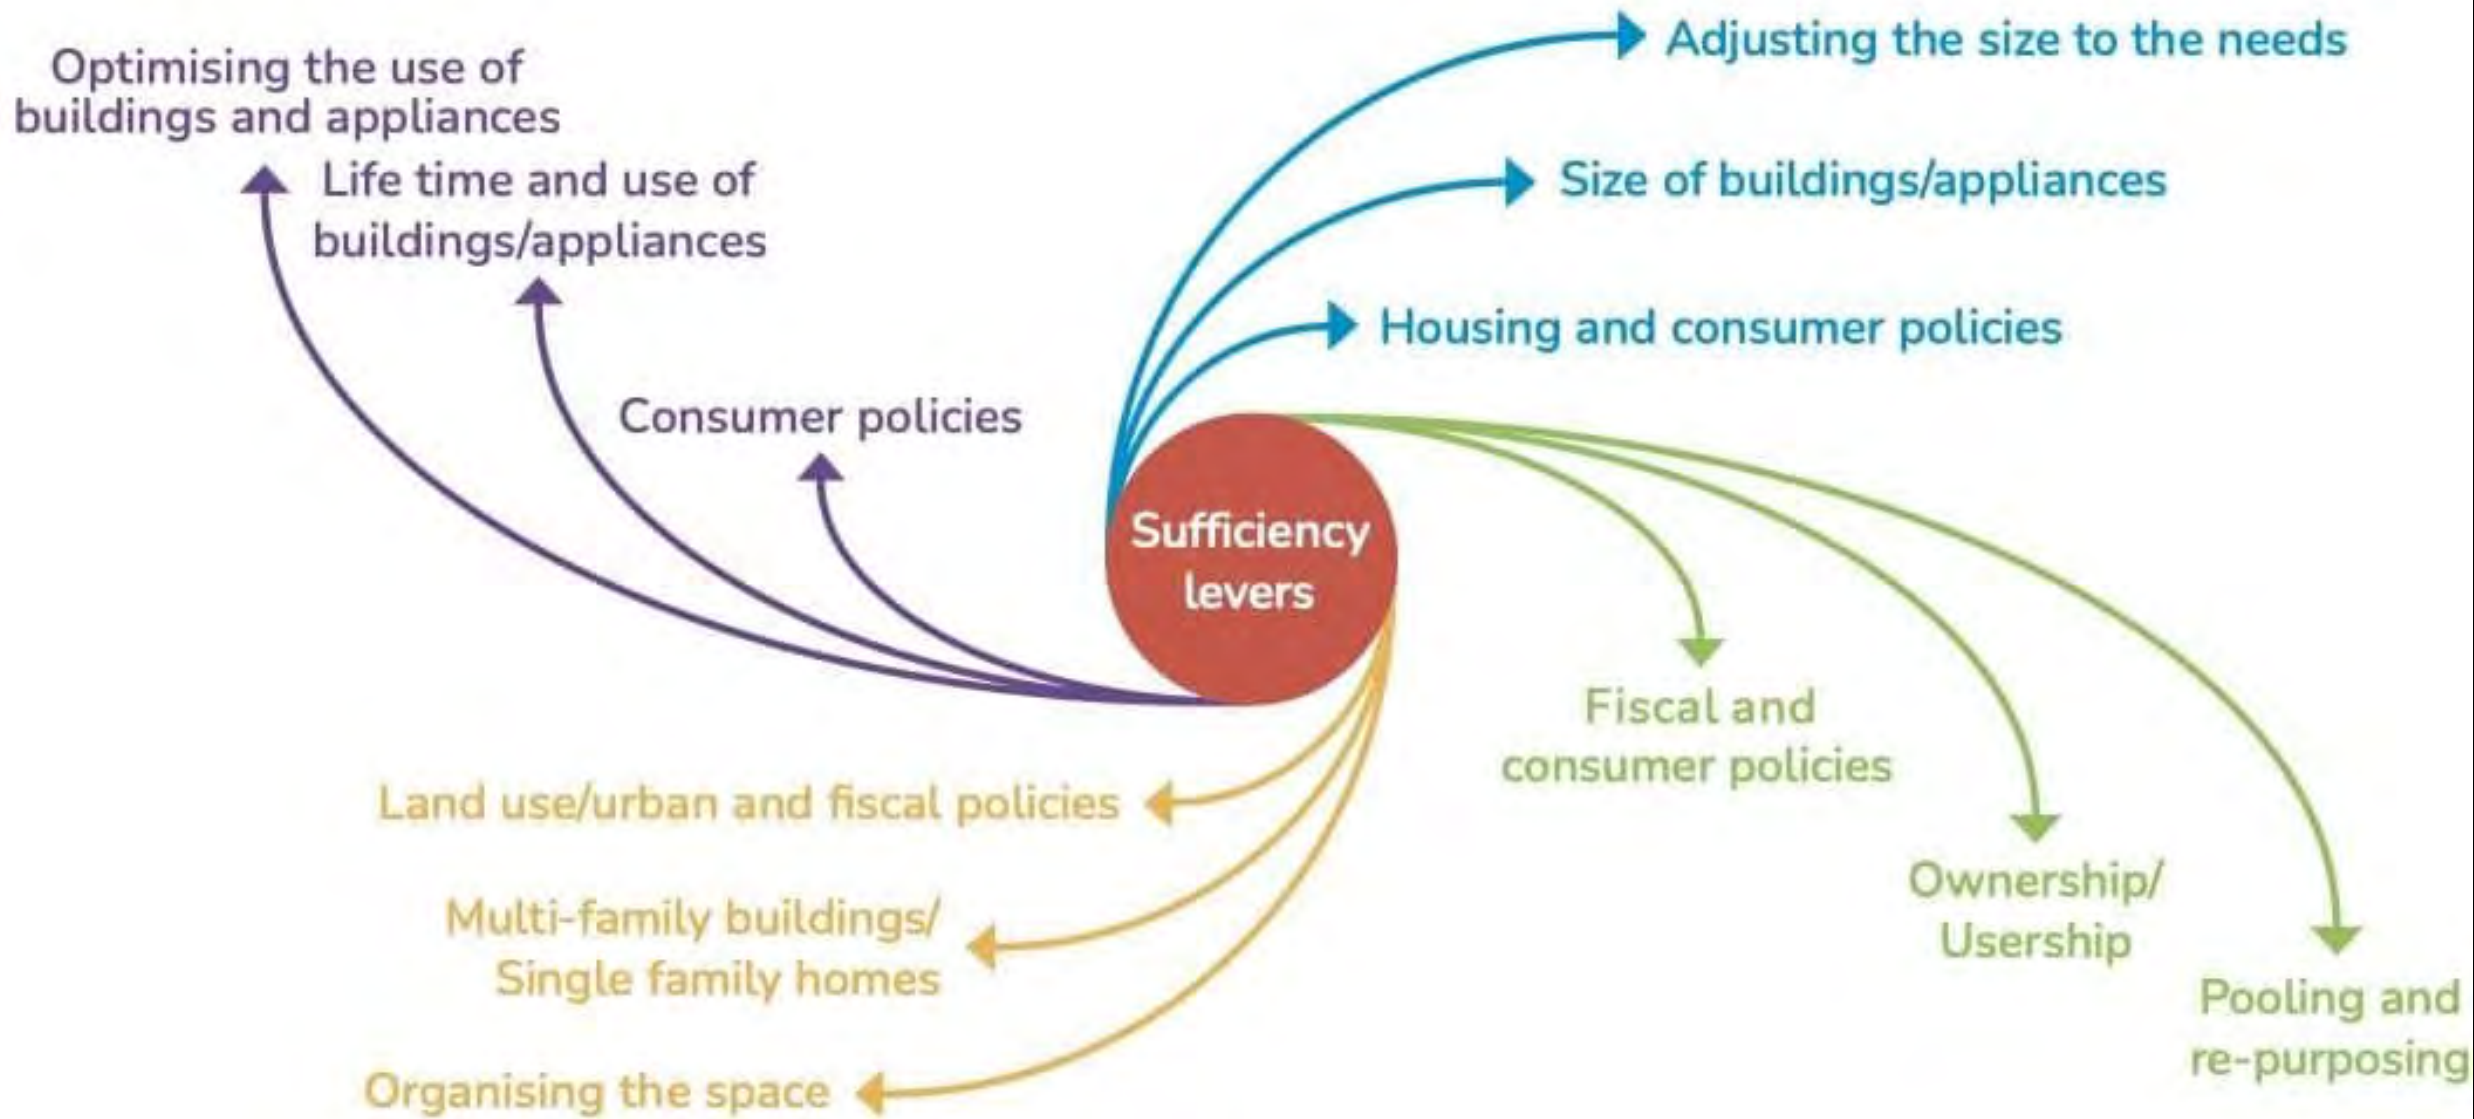 Optimising the use of
buildings and appliances
Life time and use of
buildings/appliances
Consumer policies
Adjusting the size to the needs
Size of buildings/appliances
Housing and consumer policies
Sufficiency
levers
Fiscal and
consumer policies
Ownership/
Usership
Pooling and
re-purposing
Land use/urban and fiscal policies
Multi-family buildings/
Single family homes
Organising the space